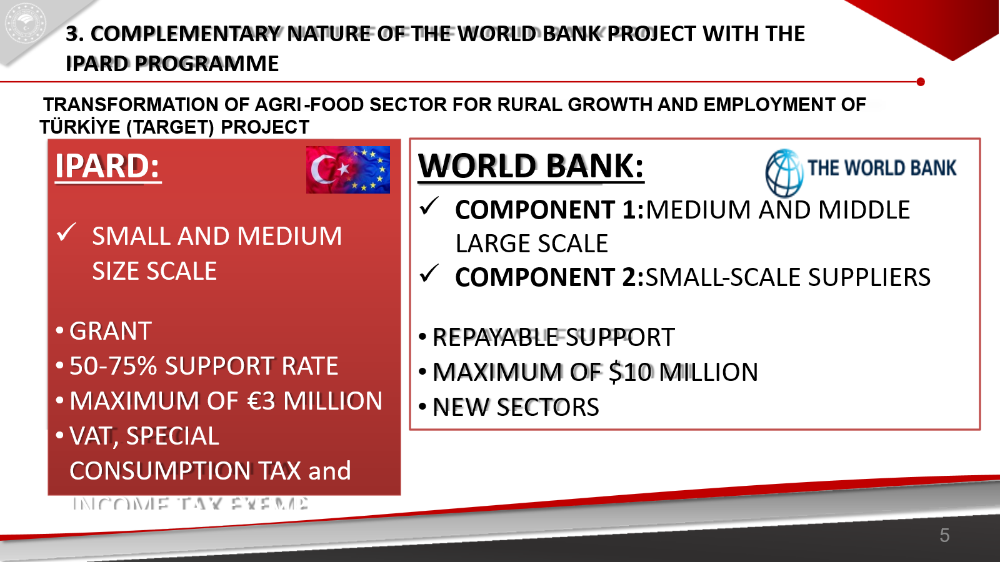 3. COMPLEMENTARY NATURE OF THE WORLD BANK PROJECT WITH THE
IPARD PROGRAMME
TRANSFORMATION OF AGRI-FOOD SECTOR FOR RURAL GROWTH AND EMPLOYMENT OF
TÜRKİYE (TARGET) PROJECT
IPARD:
✓ SMALL AND MEDIUM
SIZE SCALE
• GRANT
• 50-75% SUPPORT RATE
• MAXIMUM OF €3 MILLION
• VAT, SPECIAL
CONSUMPTION TAX and
INCOME TAX
WORLD BANK:
THE WORLD BANK
✓ COMPONENT 1:MEDIUM AND MIDDLE
LARGE SCALE
✓ COMPONENT 2:SMALL-SCALE SUPPLIERS
• REPAYABLE SUPPORT
• MAXIMUM OF $10 MILLION
• NEW SECTORS
5